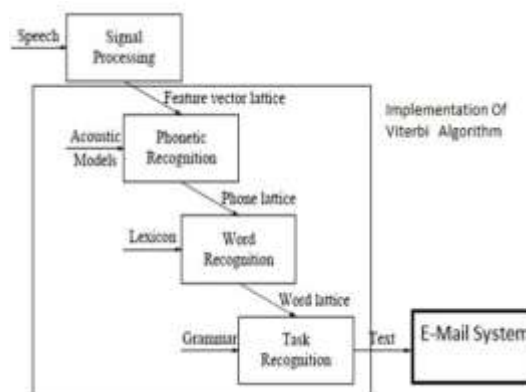 Speech
Signal
Processing
Feature vector lattice
Implementation Of
Viterbi Algorithm
Acoustic
Models
Phonetic
Recognition
Phone lattice
Lexicon
Word
Recognition
Word lattice
Grammar
Task
Recognition
Text
E-Mail System